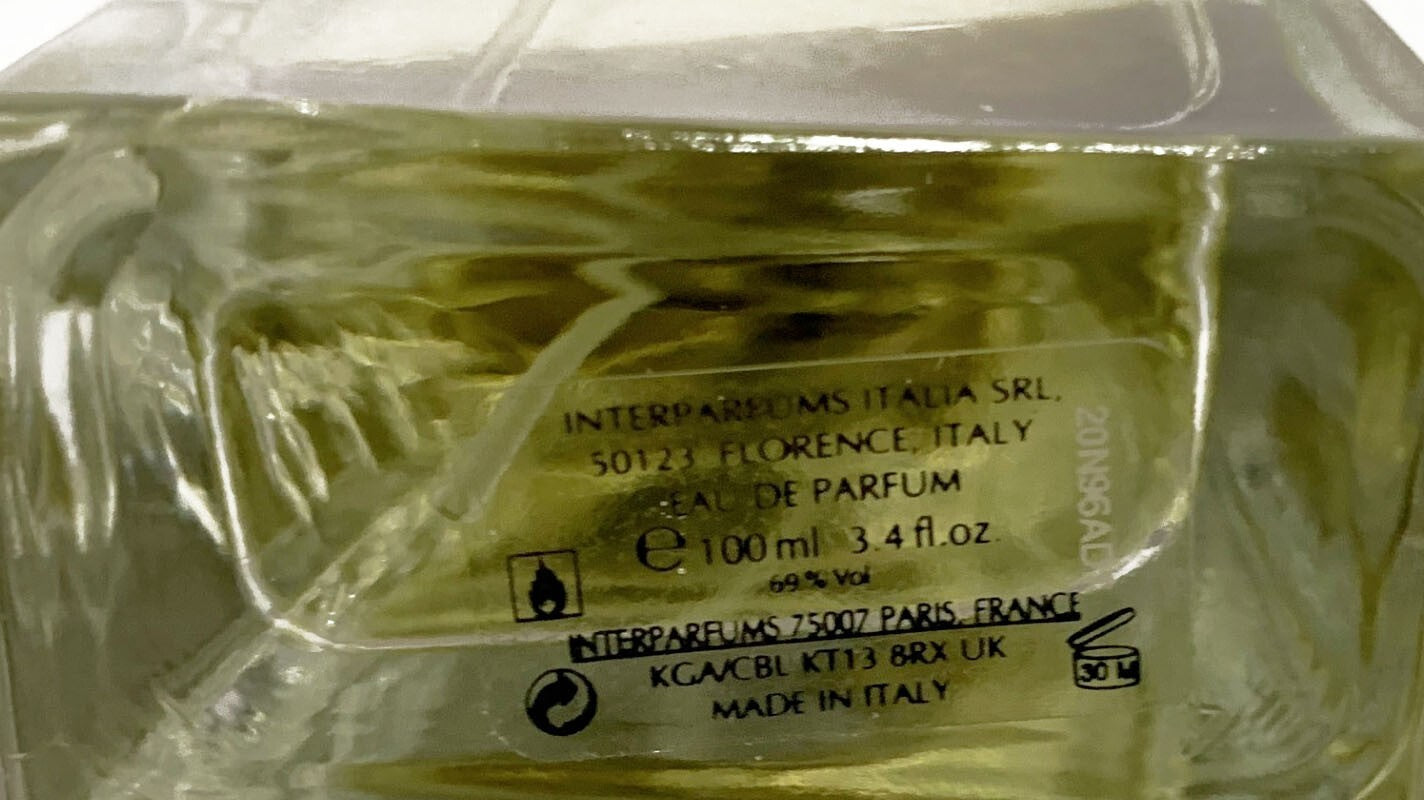 INTERPARFUMS ITALIA SRL,
50123 FLORENCE, ITALY
EAU DE PARFUM
e 100 ml 3.4 fl.oz.
69 % Vol
INTERPARFUMS 75007 PARIS, FRANCE
KGA/CBL KT13 8RX UK
MADE IN ITALY
30 M
20N96AD